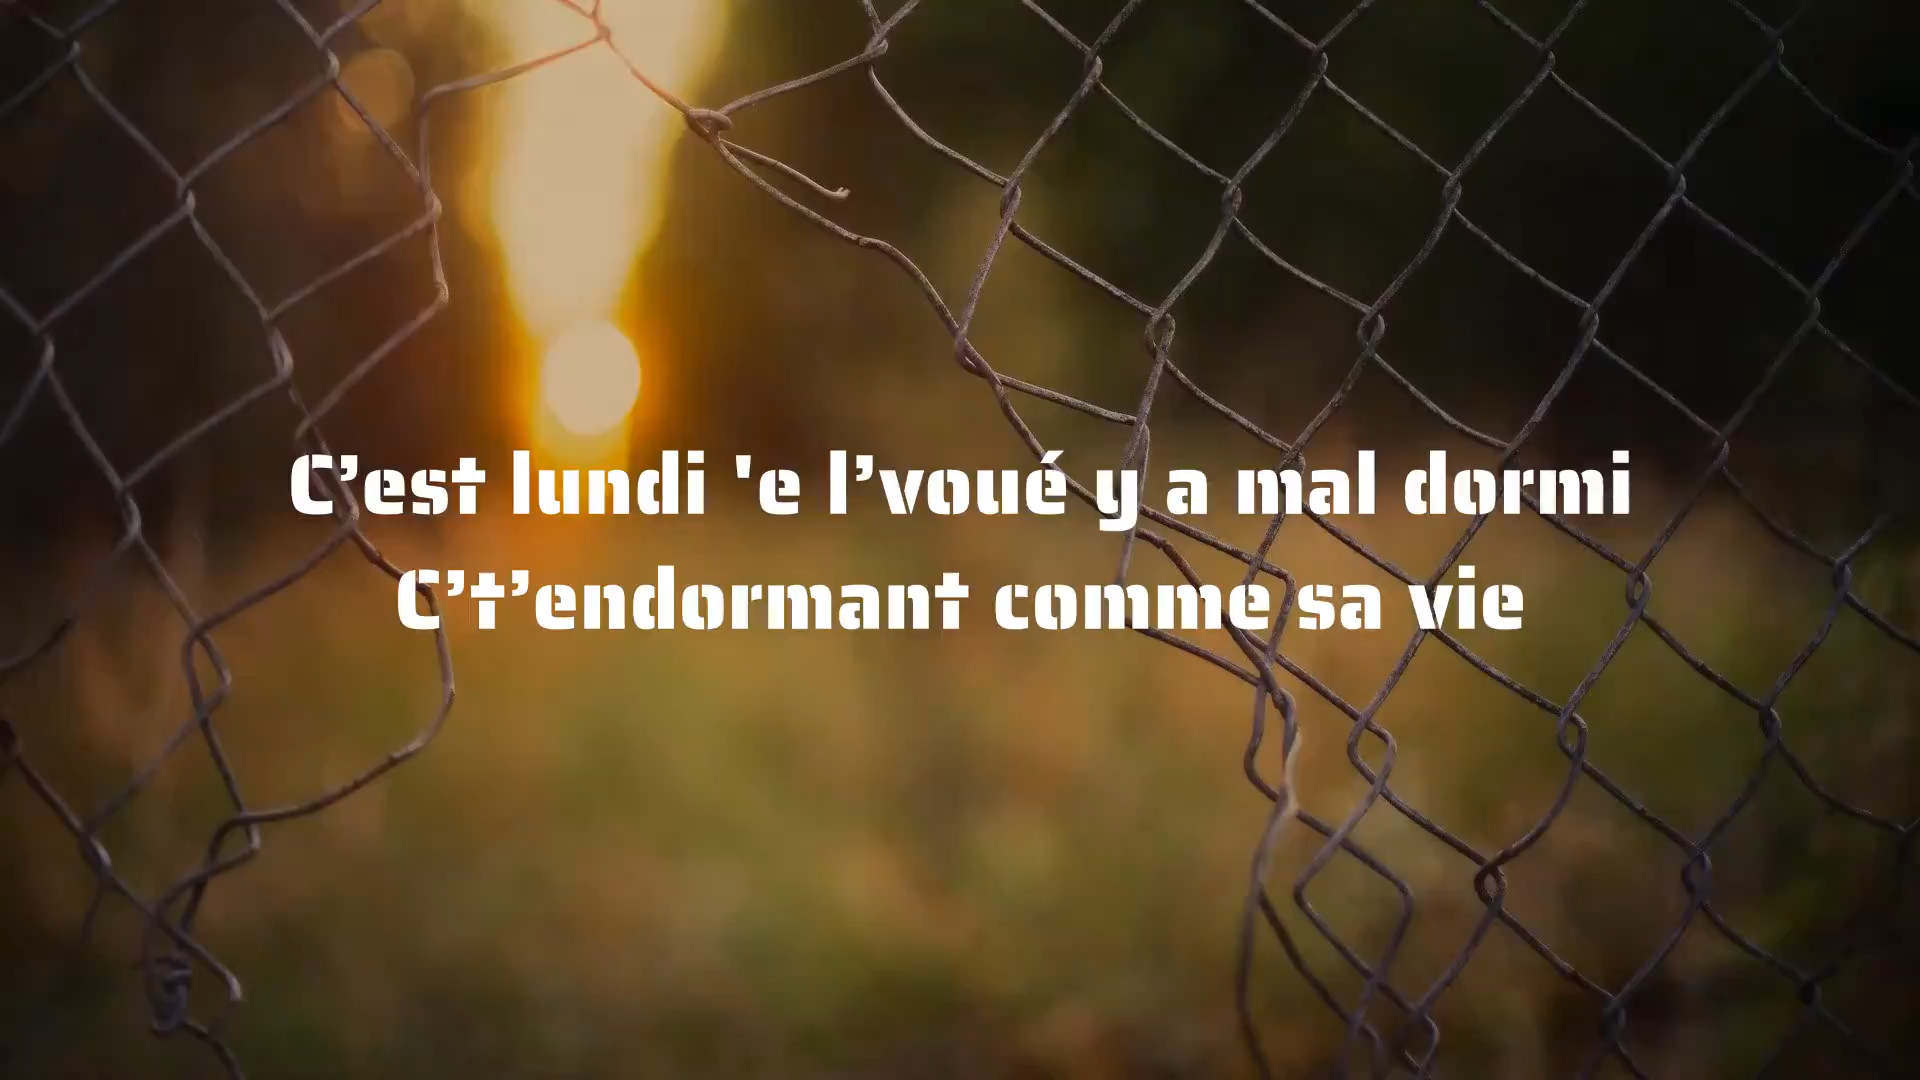 C’est lundi 'e l’voué y a mal dormi
C’t’endormant comme sa vie